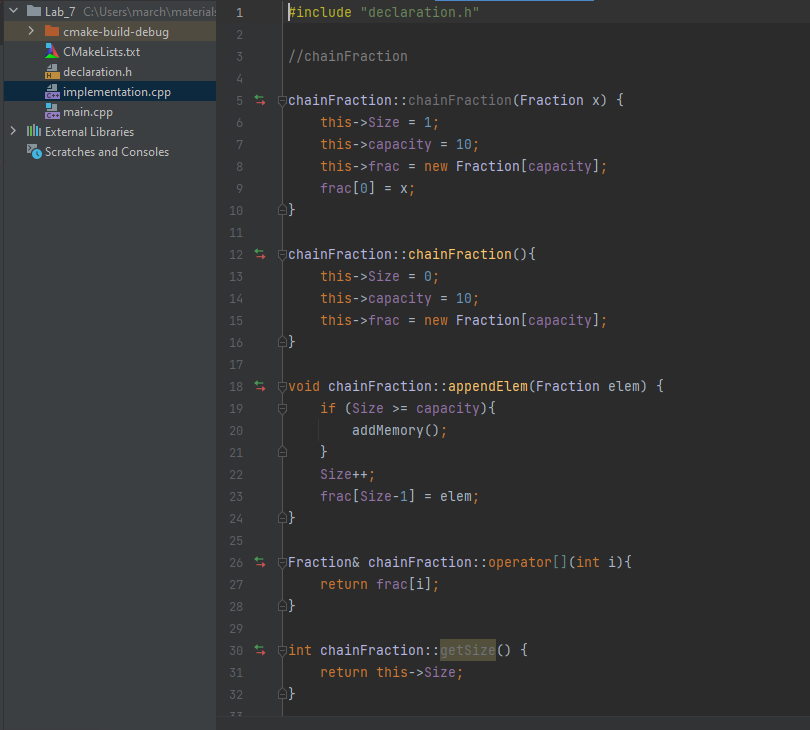 Lab_7 C:\Users\march\materials
cmake-build-debug
CMakeLists.txt
declaration.h
implementation.cpp
main.cpp
External Libraries
Scratches and Consoles
1 #include "declaration.h"
2
3 //chainFraction
4
5 chainFraction::chainFraction(Fraction x) {
6 this->Size = 1;
7 this->capacity = 10;
8 this->frac = new Fraction[capacity];
9 frac[0] = x;
10 }
11
12 chainFraction::chainFraction(){
13 this->Size = 0;
14 this->capacity = 10;
15 this->frac = new Fraction[capacity];
16 }
17
18 void chainFraction::appendElem(Fraction elem) {
19 if (Size >= capacity){
20 addMemory();
21 }
22 Size++;
23 frac[Size-1] = elem;
24 }
25
26 Fraction& chainFraction::operator[](int i){
27 return frac[i];
28 }
29
30 int chainFraction::getSize() {
31 return this->Size;
32 }
33